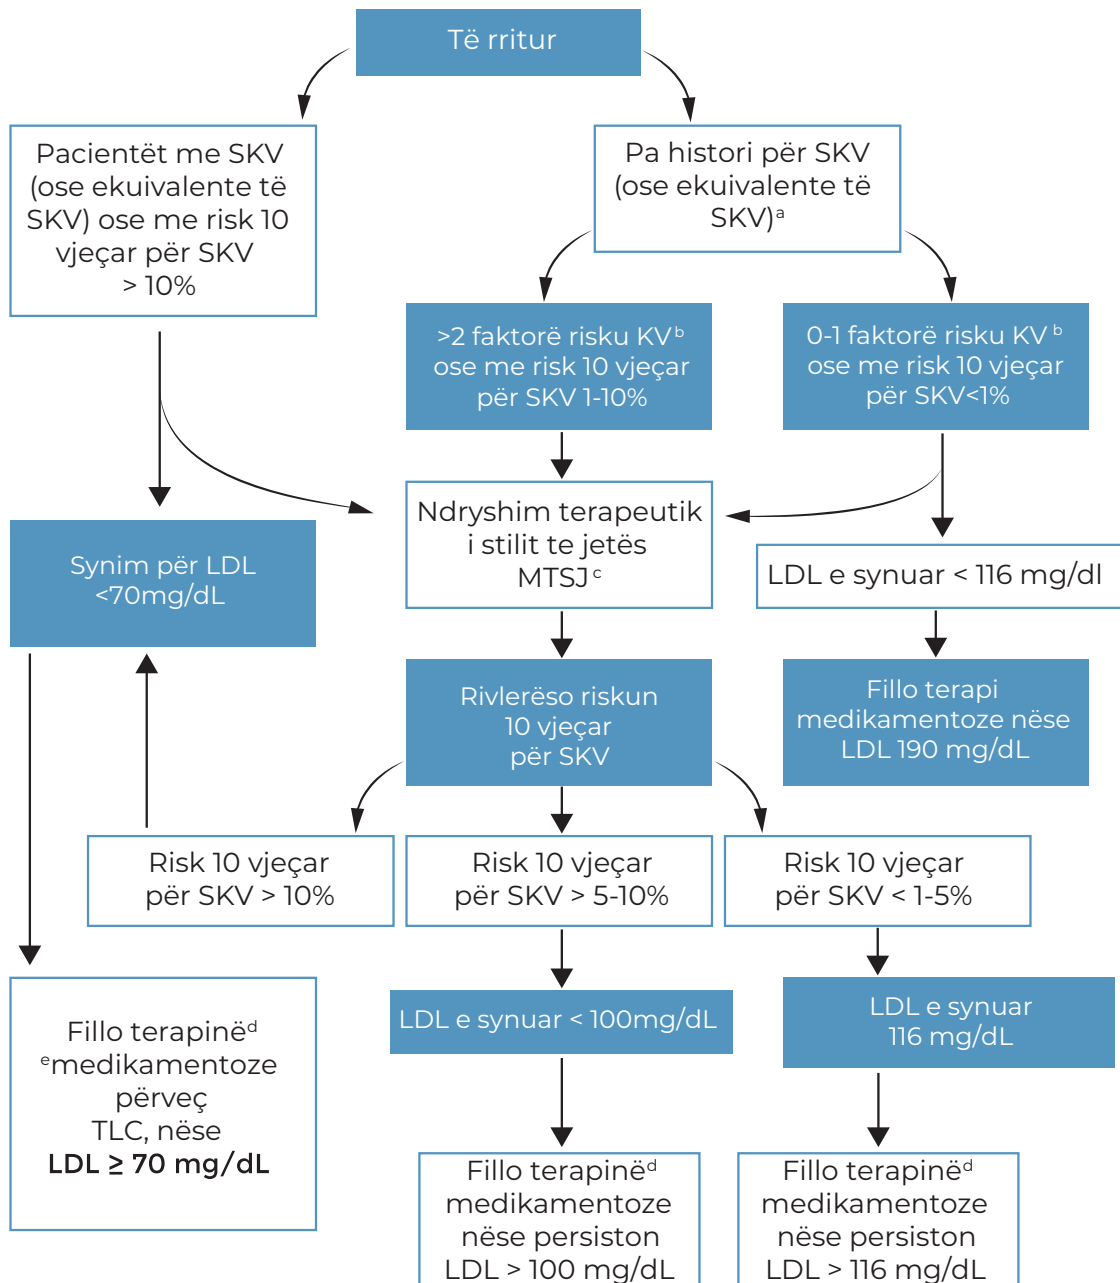 Të rritur
Pacientët me SKV
(ose ekuivalente të
SKV) ose me risk 10
vjeçar për SKV
> 10%
Pa histori për SKV
(ose ekuivalente të
SKV)ᵃ
>2 faktorë risku KV ᵇ
ose me risk 10 vjeçar
për SKV 1-10%
0-1 faktorë risku KV ᵇ
ose me risk 10 vjeçar
për SKV<1%
Ndryshim terapeutik
i stilit te jetës
MTSJ ᶜ
Synim për LDL
<70mg/dL
LDL e synuar < 116 mg/dl
Rivlerëso riskun
10 vjeçar
për SKV
Fillo terapi
medikamentoze nëse
LDL 190 mg/dL
Risk 10 vjeçar
për SKV > 10%
Risk 10 vjeçar
për SKV > 5-10%
Risk 10 vjeçar
për SKV < 1-5%
Fillo terapinëᵈ
ᵉmedikamentoze
përveç
TLC, nëse
LDL ≥ 70 mg/dL
LDL e synuar < 100mg/dL
LDL e synuar
116 mg/dL
Fillo terapinëᵈ
medikamentoze
nëse persiston
LDL > 100 mg/dL
Fillo terapinëᵈ
medikamentoze
nëse persiston
LDL > 116 mg/dL